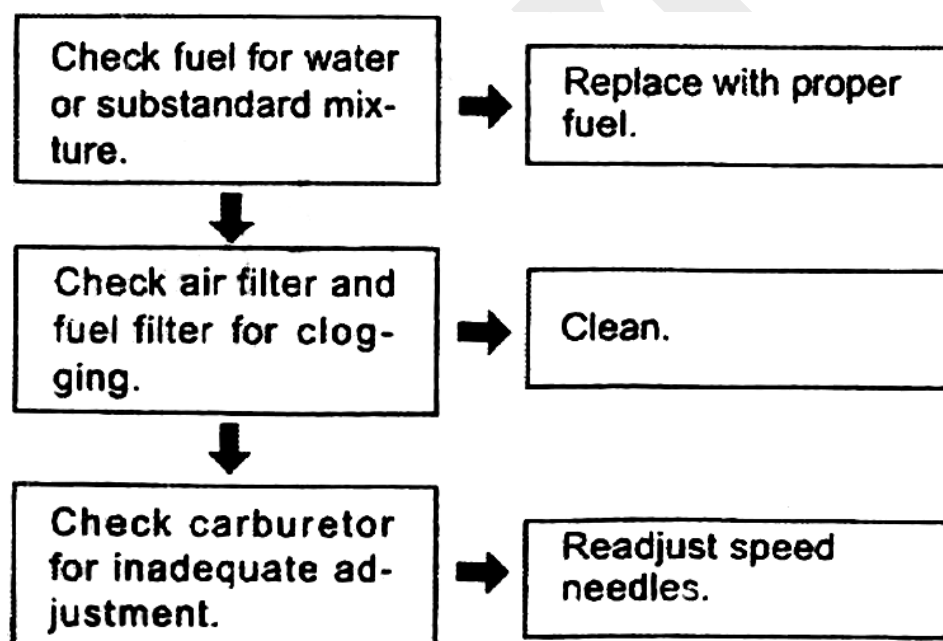 Check fuel for water
or substandard mix-
ture.
Replace with proper
fuel.
Check air filter and
fuel filter for clog-
ging.
Clean.
Check carburetor
for inadequate ad-
justment.
Readjust speed
needles.